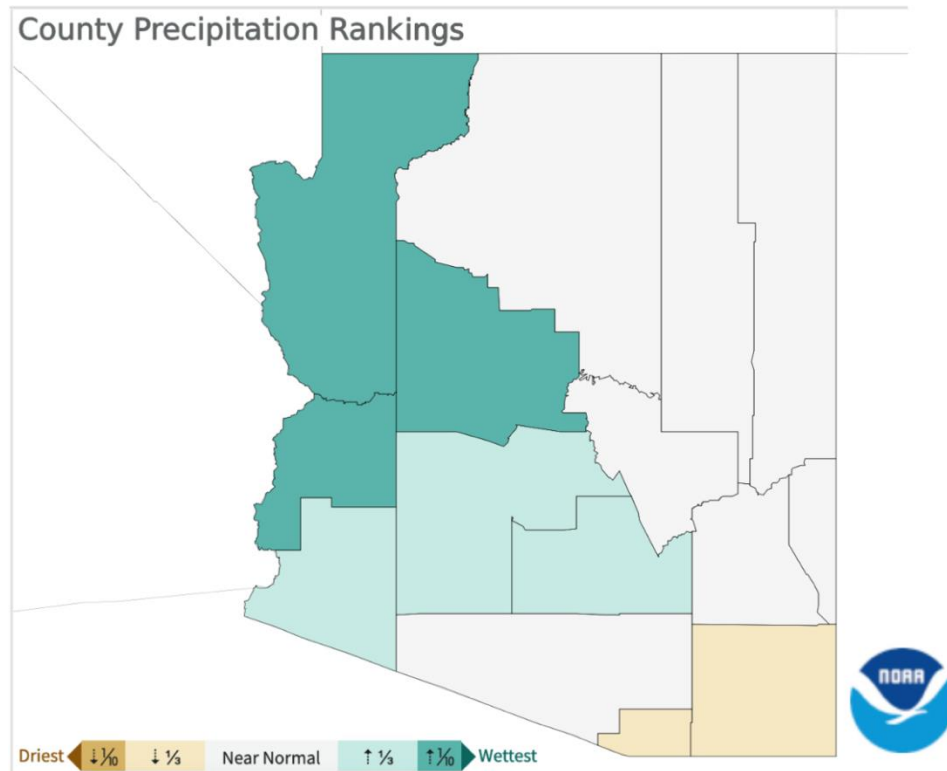 County Precipitation Rankings
NOAA
Driest ↓ ⅒ ↓ ⅓ Near Normal ↑ ⅓ ↑ ⅒ Wettest